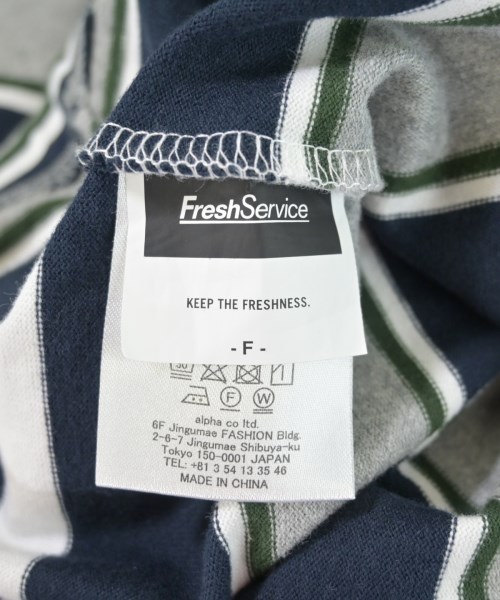 FreshService
KEEP THE FRESHNESS.
- F -
30
F W
alpha co ltd.
6F Jingumae FASHION Bldg.
2-6-7 Jingumae Shibuya-ku
Tokyo 150-0001 JAPAN
TEL: +81 3 54 13 35 46
MADE IN CHINA